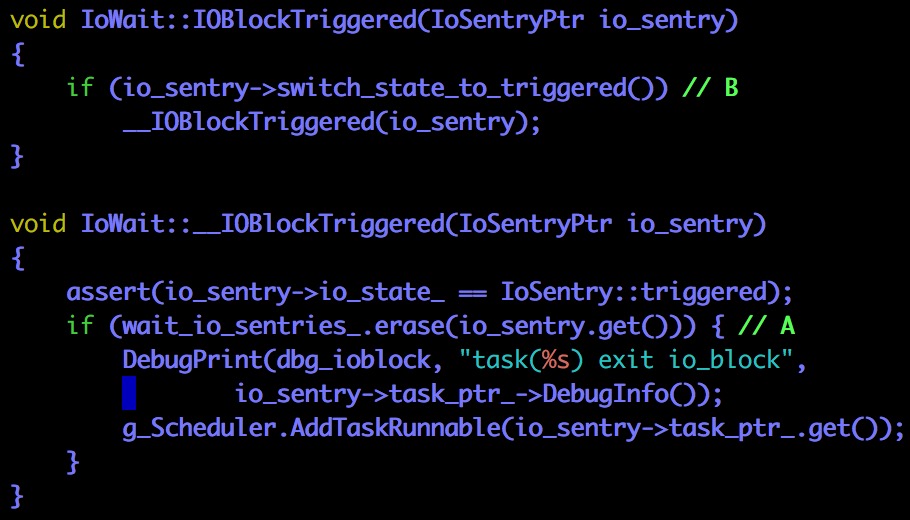 void IoWait::IOBlockTriggered(IoSentryPtr io_sentry)
{
    if (io_sentry->switch_state_to_triggered()) // B
        __IOBlockTriggered(io_sentry);
}

void IoWait::__IOBlockTriggered(IoSentryPtr io_sentry)
{
    assert(io_sentry->io_state_ == IoSentry::triggered);
    if (wait_io_sentries_.erase(io_sentry.get())) { // A
        DebugPrint(dbg_ioblock, "task(%s) exit io_block",
                io_sentry->task_ptr_->DebugInfo());
        g_Scheduler.AddTaskRunnable(io_sentry->task_ptr_.get());
    }
}